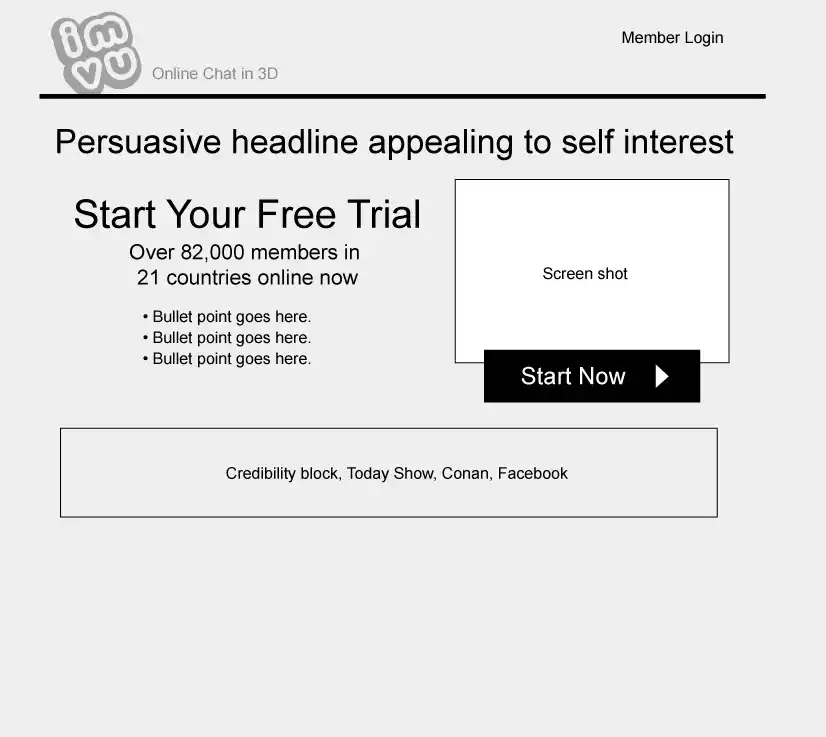 imvu
Online Chat in 3D
Member Login
Persuasive headline appealing to self interest
Start Your Free Trial
Over 82,000 members in
21 countries online now
• Bullet point goes here.
• Bullet point goes here.
• Bullet point goes here.
Screen shot
Start Now
Credibility block, Today Show, Conan, Facebook